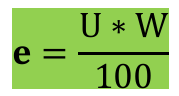 e = U * W / 100